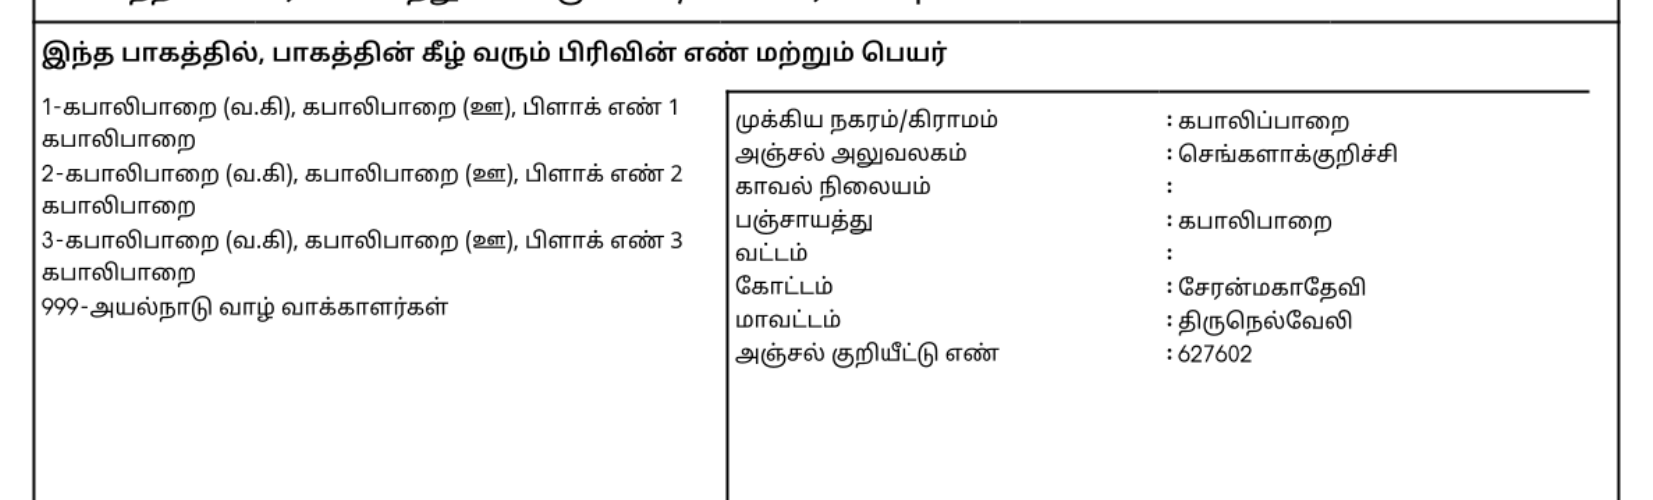 இந்த பாகத்தில், பாகத்தின் கீழ் வரும் பிரிவின் எண் மற்றும் பெயர்
1-கபாலிபாறை (வ.கி), கபாலிபாறை (ஊ), பிளாக் எண் 1
கபாலிபாறை
2-கபாலிபாறை (வ.கி), கபாலிபாறை (ஊ), பிளாக் எண் 2
கபாலிபாறை
3-கபாலிபாறை (வ.கி), கபாலிபாறை (ஊ), பிளாக் எண் 3
கபாலிபாறை
999-அயல்நாடு வாழ் வாக்காளர்கள்
முக்கிய நகரம்/கிராமம் : கபாலிப்பாறை
அஞ்சல் அலுவலகம் : செங்களாக்குறிச்சி
காவல் நிலையம் :
பஞ்சாயத்து : கபாலிபாறை
வட்டம் :
கோட்டம் : சேரன்மகாதேவி
மாவட்டம் : திருநெல்வேலி
அஞ்சல் குறியீட்டு எண் : 627602